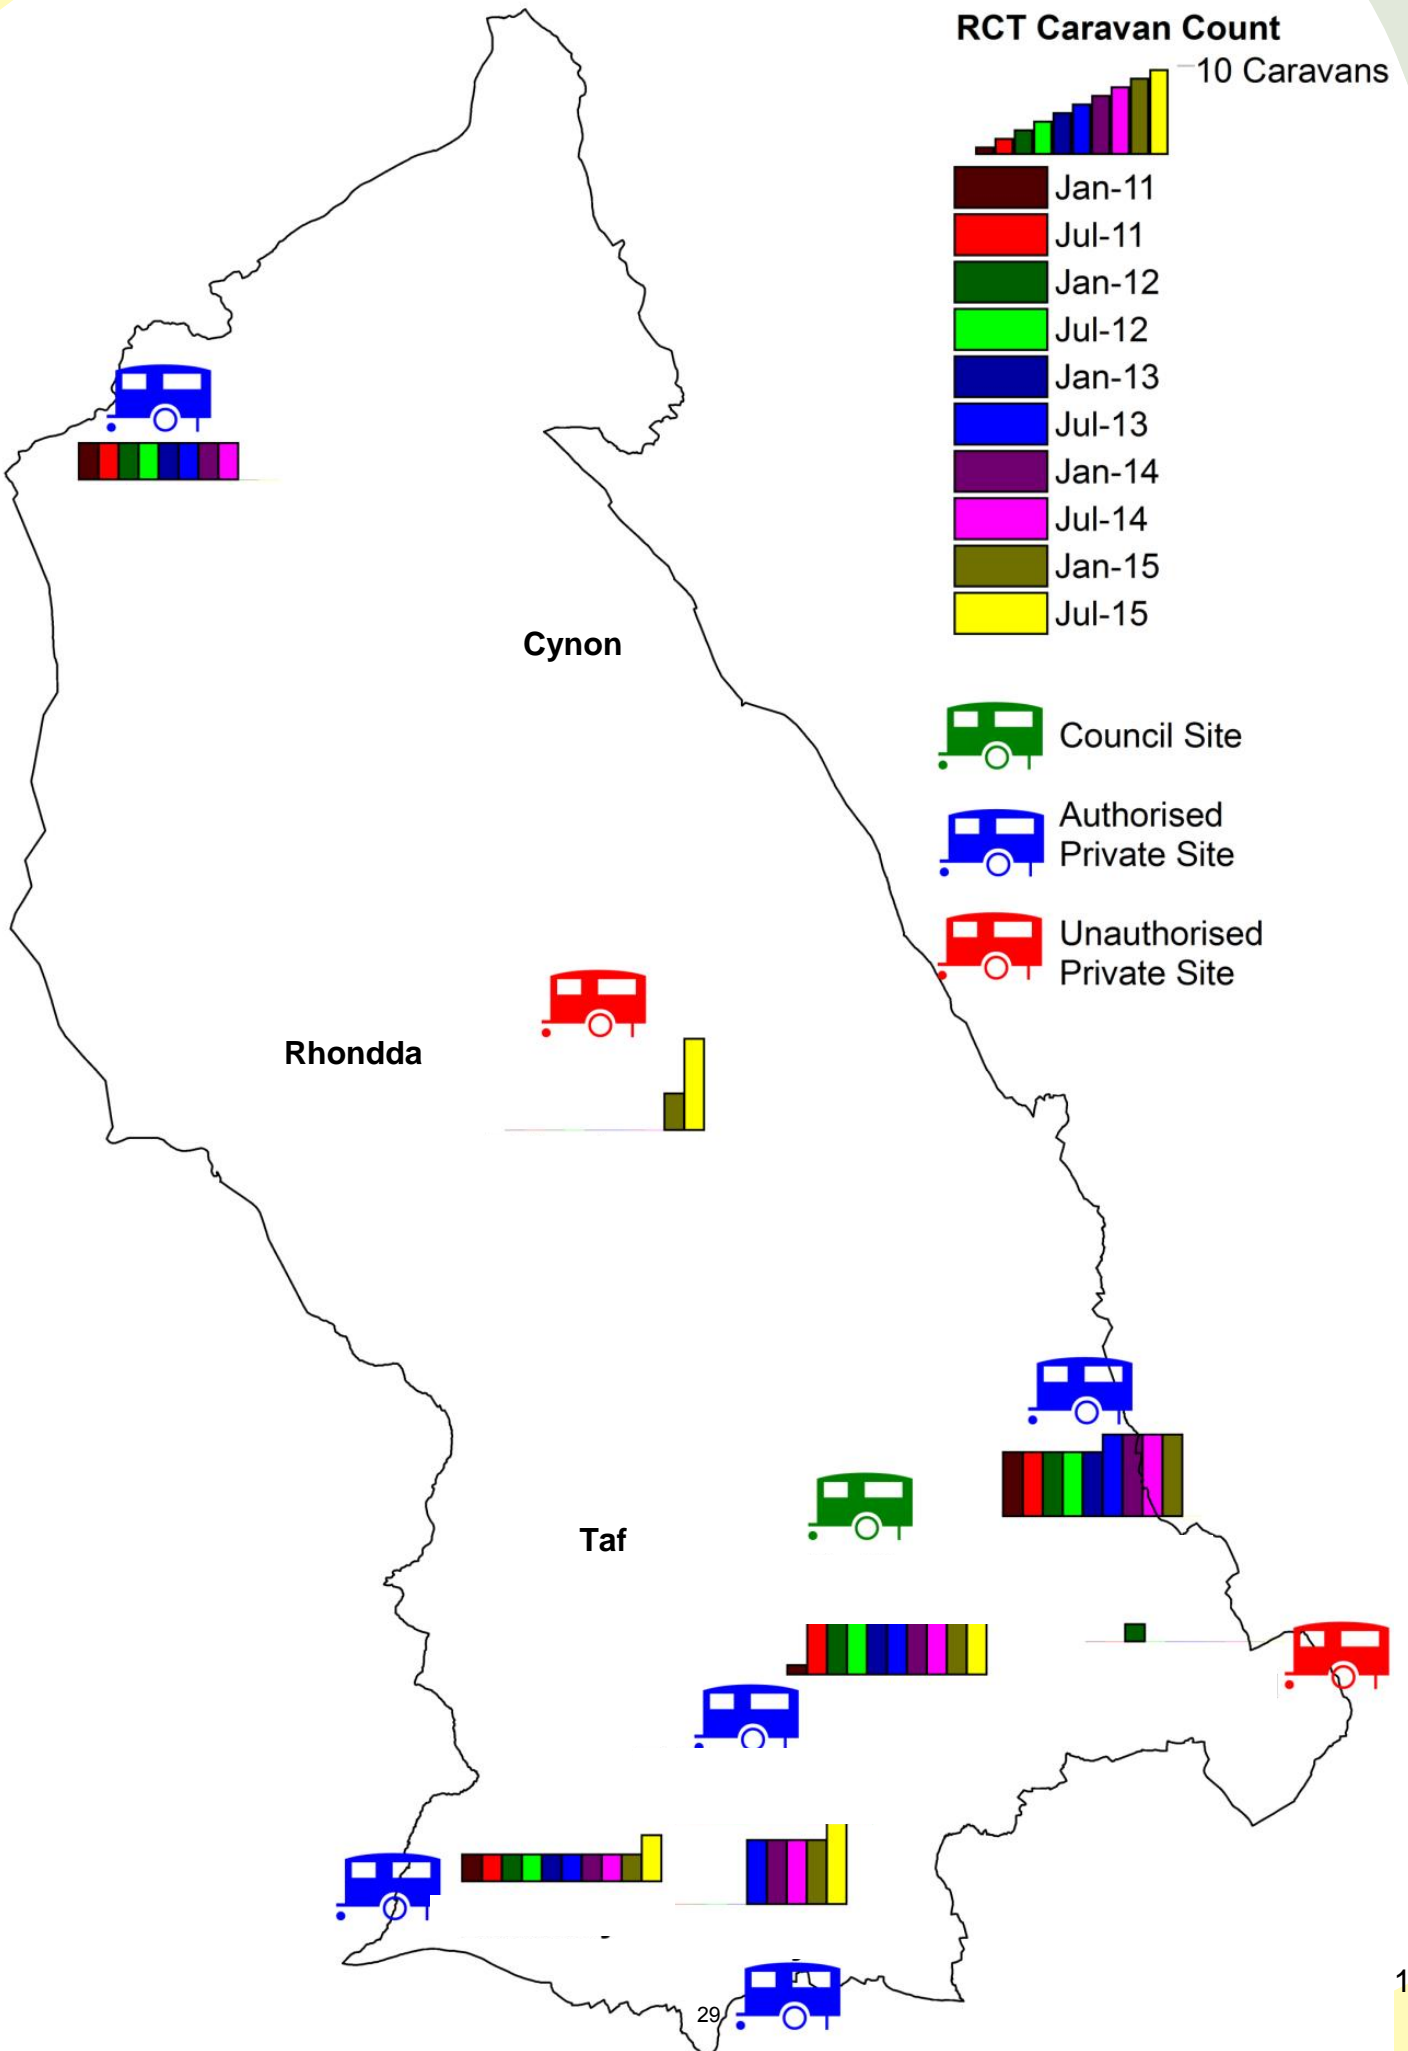 RCT Caravan Count
10 Caravans
Jan-11
Jul-11
Jan-12
Jul-12
Jan-13
Jul-13
Jan-14
Jul-14
Jan-15
Jul-15
Cynon
Council Site
Authorised
Private Site
Unauthorised
Private Site
Rhondda
Taf
1
29